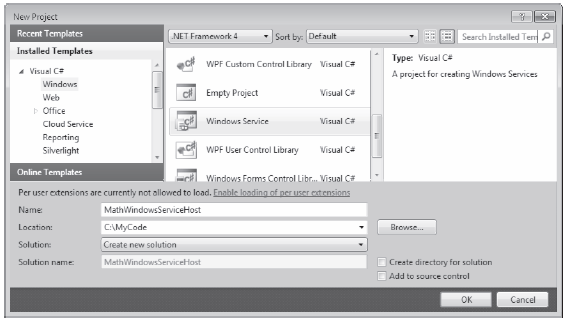 New Project
Recent Templates
Installed Templates
Visual C#
Windows
Web
Office
Cloud Service
Reporting
Silverlight
Online Templates
.NET Framework 4 Sort by: Default Search Installed Tem
WPF Custom Control Library Visual C#
Empty Project Visual C#
Windows Service Visual C#
WPF User Control Library Visual C#
Windows Forms Control Libr... Visual C#
Type: Visual C#
A project for creating Windows Services
Per user extensions are currently not allowed to load. Enable loading of per user extensions
Name: MathWindowsServiceHost
Location: C:\MyCode Browse...
Solution: Create new solution
Solution name: MathWindowsServiceHost
Create directory for solution
Add to source control
OK Cancel